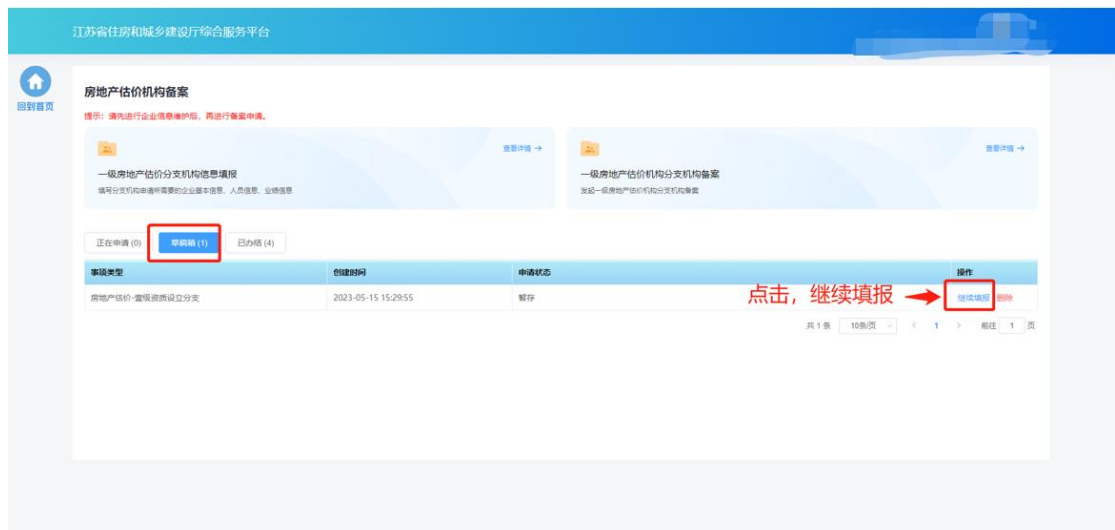 江苏省住房和城乡建设厅综合服务平台
回到首页
房地产估价机构备案
提示：请先进行企业信息维护后，再进行备案申请。
查看详情 →
一级房地产估价分支机构信息填报
填写分支机构申请所需要的企业基本信息、人员信息、业绩信息
查看详情 →
一级房地产估价机构分支机构备案
发起一级房地产估价机构分支机构备案
正在申请 (0) 草稿箱 (1) 已办结 (4)
事项类型 创建时间 申请状态 操作
房地产估价-壹级资质设立分支 2023-05-15 15:29:55 暂存 点击，继续填报 继续填报 删除
共 1 条 10条/页 < 1 > 前往 1 页